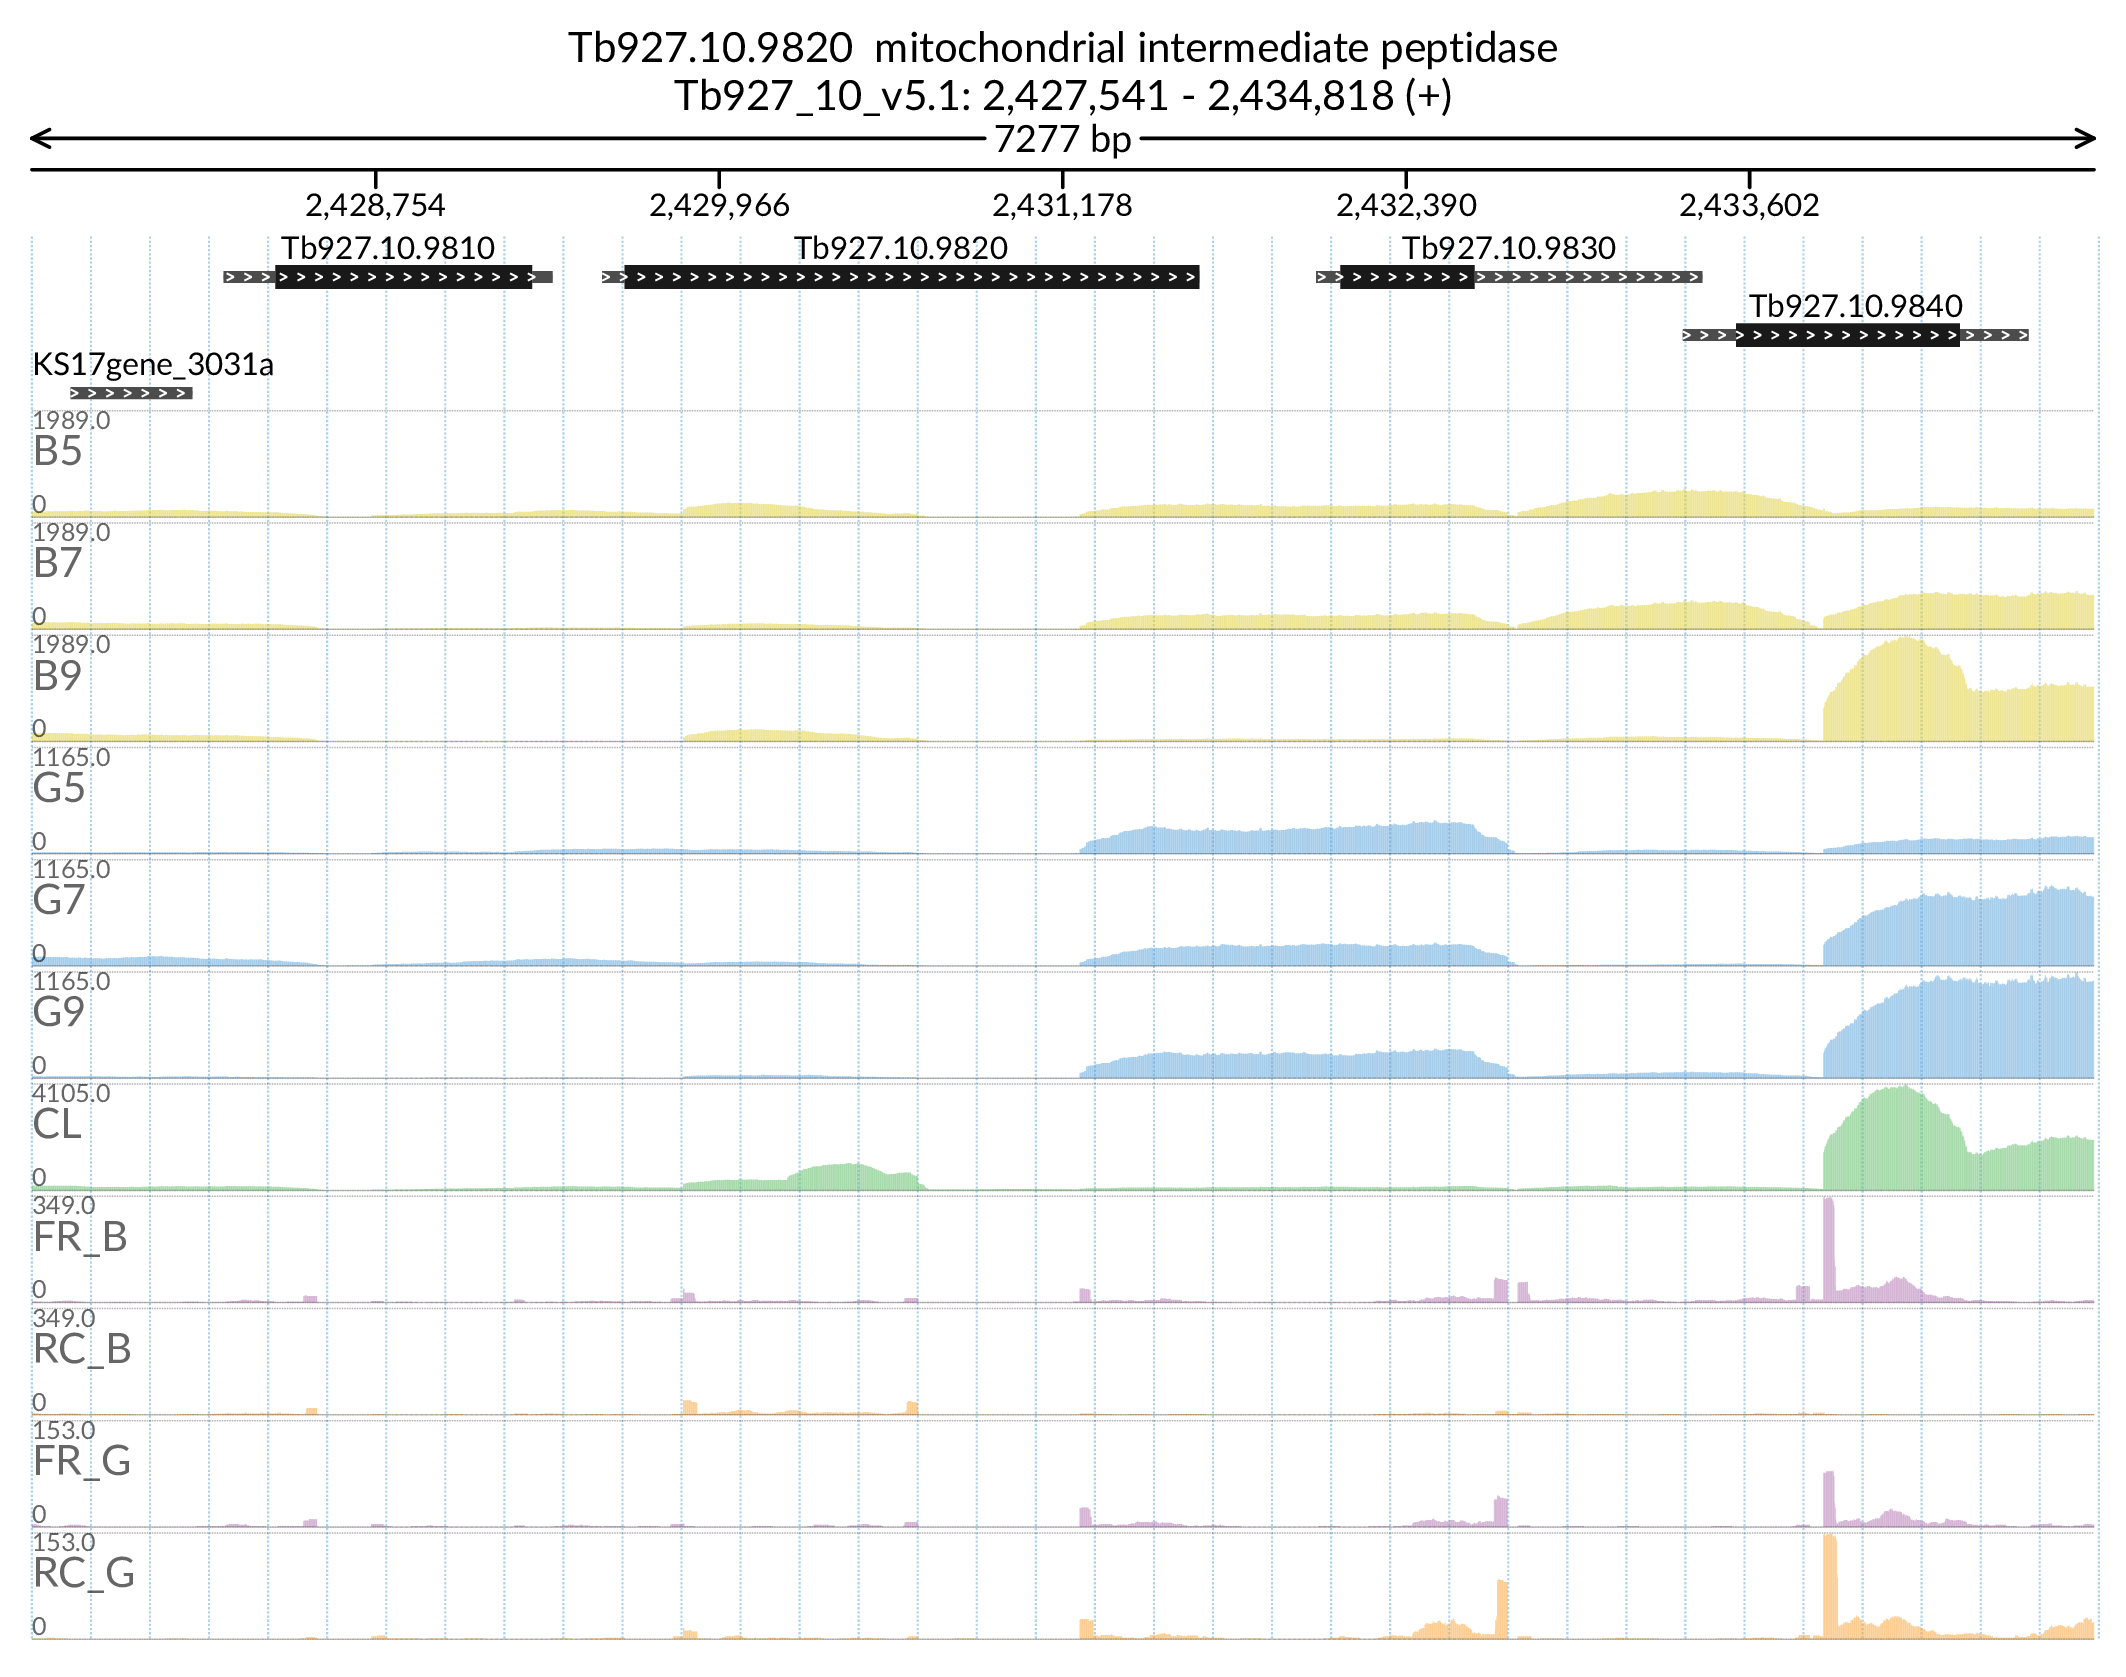 Tb927.10.9820 mitochondrial intermediate peptidase
Tb927_10_v5.1: 2,427,541 - 2,434,818 (+)
7277 bp
2,428,754 2,429,966 2,431,178 2,432,390 2,433,602
Tb927.10.9810 Tb927.10.9820 Tb927.10.9830
Tb927.10.9840
KS17gene_3031a
1989.0
B5
0
1989.0
B7
0
1989.0
B9
0
1165.0
G5
0
1165.0
G7
0
1165.0
G9
0
4105.0
CL
0
349.0
FR_B
0
349.0
RC_B
0
153.0
FR_G
0
153.0
RC_G
0